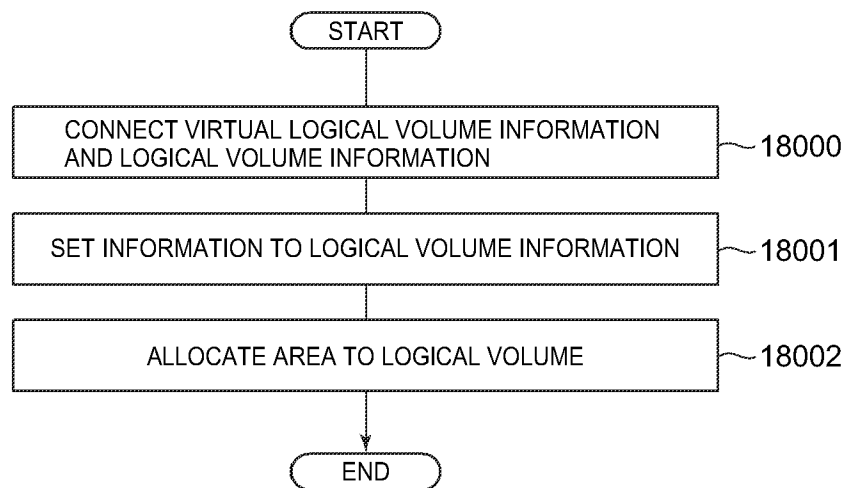 START
CONNECT VIRTUAL LOGICAL VOLUME INFORMATION
AND LOGICAL VOLUME INFORMATION
18000
SET INFORMATION TO LOGICAL VOLUME INFORMATION
18001
ALLOCATE AREA TO LOGICAL VOLUME
18002
END